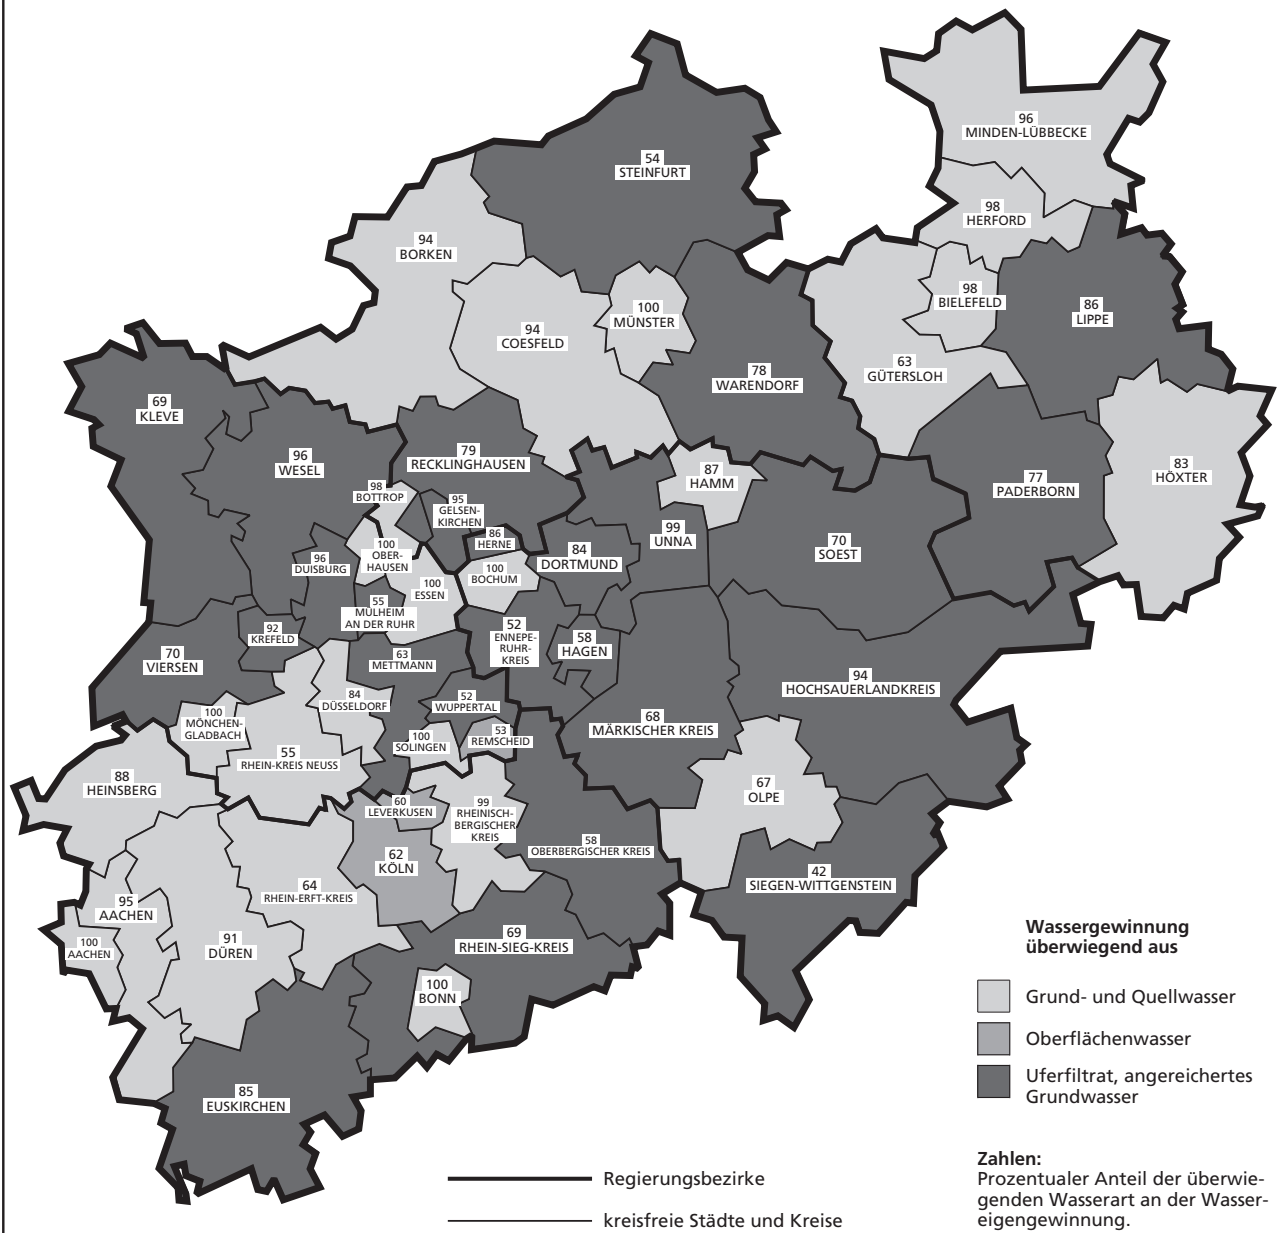 96
MINDEN-LÜBBECKE
54
STEINFURT
98
HERFORD
94
BORKEN
98
BIELEFELD
86
LIPPE
100
MÜNSTER
94
COESFELD
63
GÜTERSLOH
78
WARENDORF
69
KLEVE
79
RECKLINGHAUSEN
96
WESEL
87
HAMM
83
HÖXTER
77
PADERBORN
98
BOTTROP
95
GELSEN-
KIRCHEN
86
HERNE
99
UNNA
70
SOEST
84
DORTMUND
100
OBER-
HAUSEN
96
DUISBURG
100
BOCHUM
100
ESSEN
55
MÜLHEIM
AN DER RUHR
92
KREFELD
52
ENNEPE-
RUHR-
KREIS
58
HAGEN
70
VIERSEN
63
METTMANN
94
HOCHSAUERLANDKREIS
84
DÜSSELDORF
52
WUPPERTAL
100
MÖNCHEN-
GLADBACH
68
MÄRKISCHER KREIS
100
SOLINGEN
53
REMSCHEID
55
RHEIN-KREIS NEUSS
88
HEINSBERG
67
OLPE
60
LEVERKUSEN
99
RHEINISCH-
BERGISCHER
KREIS
58
OBERBERGISCHER KREIS
62
KÖLN
42
SIEGEN-WITTGENSTEIN
64
RHEIN-ERFT-KREIS
95
AACHEN
91
DÜREN
69
RHEIN-SIEG-KREIS
100
AACHEN
100
BONN
85
EUSKIRCHEN
Wassergewinnung
überwiegend aus
Grund- und Quellwasser
Oberflächenwasser
Uferfiltrat, angereichertes
Grundwasser
Zahlen:
Prozentualer Anteil der überwie-
genden Wasserart an der Wasser-
eigengewinnung.
Regierungsbezirke
kreisfreie Städte und Kreise